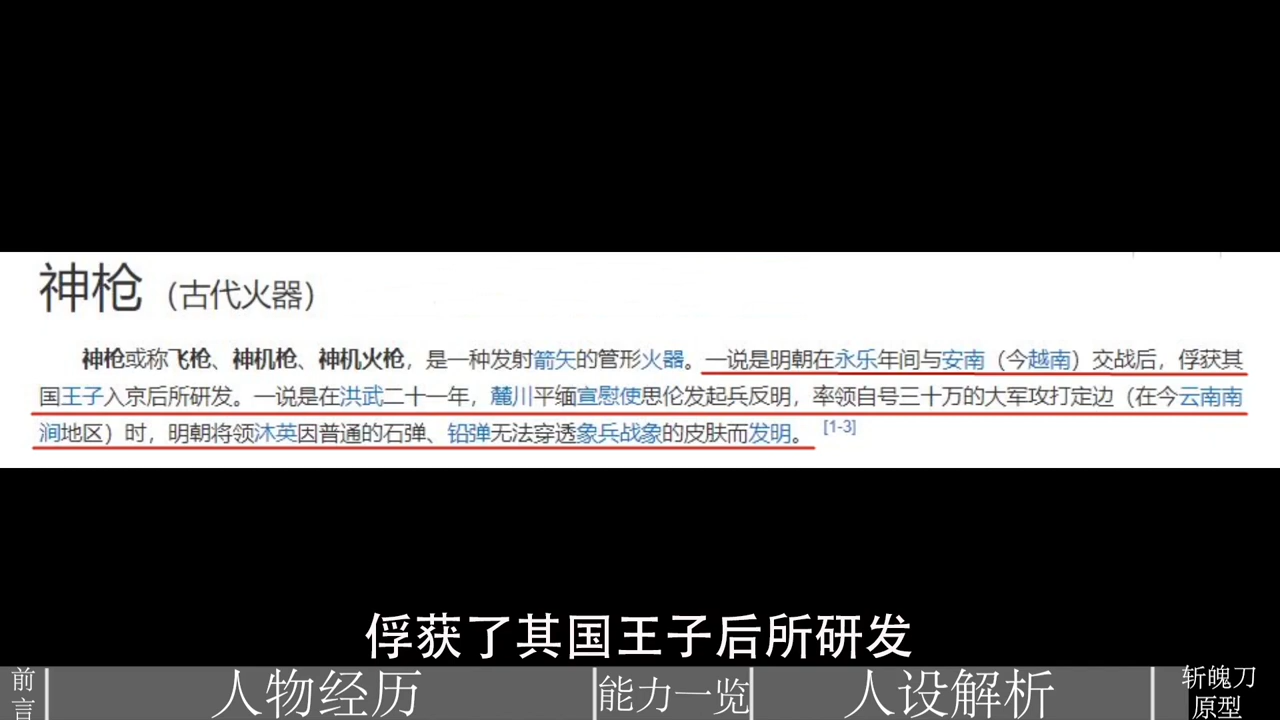 神枪（古代火器）
神枪或称飞枪、神机枪、神机火枪，是一种发射箭矢的管形火器。一说是明朝在永乐年间与安南（今越南）交战后，俘获其
国王子入京后所研发。一说是在洪武二十一年，麓川平缅宣慰使思伦发起兵反明，率领自号三十万的大军攻打定边（在今云南南
涧地区）时，明朝将领沐英因普通的石弹、铅弹无法穿透象兵战象的皮肤而发明。 [1-3]
俘获了其国王子后所研发
前言
人物经历
能力一览
人设解析
斩魄刀
原型